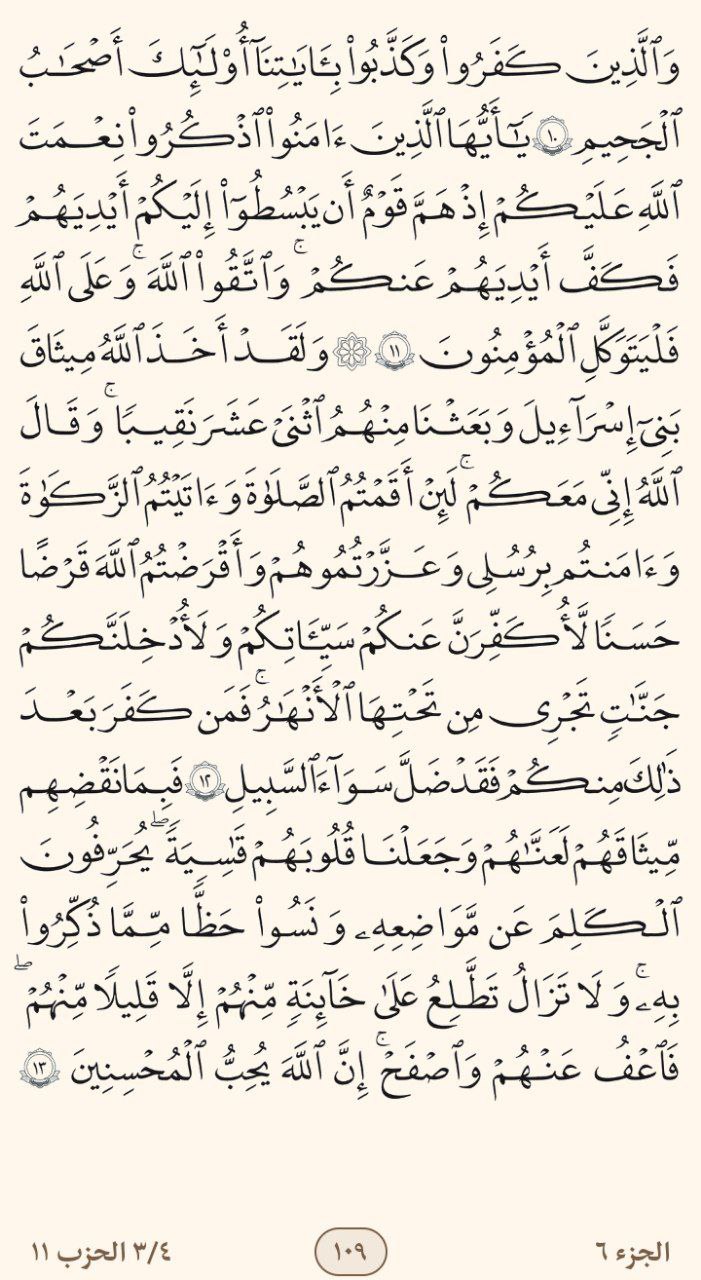 وَٱلَّذِينَ كَفَرُوا۟ وَكَذَّبُوا۟ بِـَٔايَـٰتِنَآ أُو۟لَـٰٓئِكَ أَصْحَـٰبُ
ٱلْجَحِيمِ ١٠ يَـٰٓأَيُّهَا ٱلَّذِينَ ءَامَنُوا۟ ٱذْكُرُوا۟ نِعْمَتَ
ٱللَّهِ عَلَيْكُمْ إِذْ هَمَّ قَوْمٌ أَن يَبْسُطُوٓا۟ إِلَيْكُمْ أَيْدِيَهُمْ
فَكَفَّ أَيْدِيَهُمْ عَنكُمْ ۖ وَٱتَّقُوا۟ ٱللَّهَ ۚ وَعَلَى ٱللَّهِ
فَلْيَتَوَكَّلِ ٱلْمُؤْمِنُونَ ١١ ۞ وَلَقَدْ أَخَذَ ٱللَّهُ مِيثَـٰقَ
بَنِىٓ إِسْرَٰٓءِيلَ وَبَعَثْنَا مِنْهُمُ ٱثْنَىْ عَشَرَ نَقِيبًا ۖ وَقَالَ
ٱللَّهُ إِنِّى مَعَكُمْ ۖ لَئِنْ أَقَمْتُمُ ٱلصَّلَوٰةَ وَءَاتَيْتُمُ ٱلزَّكَوٰةَ
وَءَامَنتُم بِرُسُلِى وَعَزَّرْتُمُوهُمْ وَأَقْرَضْتُمُ ٱللَّهَ قَرْضًا
حَسَنًا لَّأُكَفِّرَنَّ عَنكُمْ سَيِّـَٔاتِكُمْ وَلَأُدْخِلَنَّكُمْ
جَنَّـٰتٍ تَجْرِى مِن تَحْتِهَا ٱلْأَنْهَـٰرُ ۚ فَمَن كَفَرَ بَعْدَ
ذَٰلِكَ مِنكُمْ فَقَدْ ضَلَّ سَوَآءَ ٱلسَّبِيلِ ١٢ فَبِمَا نَقْضِهِم
مِّيثَـٰقَهُمْ لَعَنَّـٰهُمْ وَجَعَلْنَا قُلُوبَهُمْ قَـٰسِيَةً ۖ يُحَرِّفُونَ
ٱلْكَلِمَ عَن مَّوَاضِعِهِۦ وَنَسُوا۟ حَظًّا مِّمَّا ذُكِّرُوا۟
بِهِۦ ۚ وَلَا تَزَالُ تَطَّلِعُ عَلَىٰ خَآئِنَةٍ مِّنْهُمْ إِلَّا قَلِيلًا مِّنْهُمْ ۖ
فَٱعْفُ عَنْهُمْ وَٱصْفَحْ ۚ إِنَّ ٱللَّهَ يُحِبُّ ٱلْمُحْسِنِينَ ١٣
الجزء ٦ ١٠٩ ٣/٤ الحزب ١١